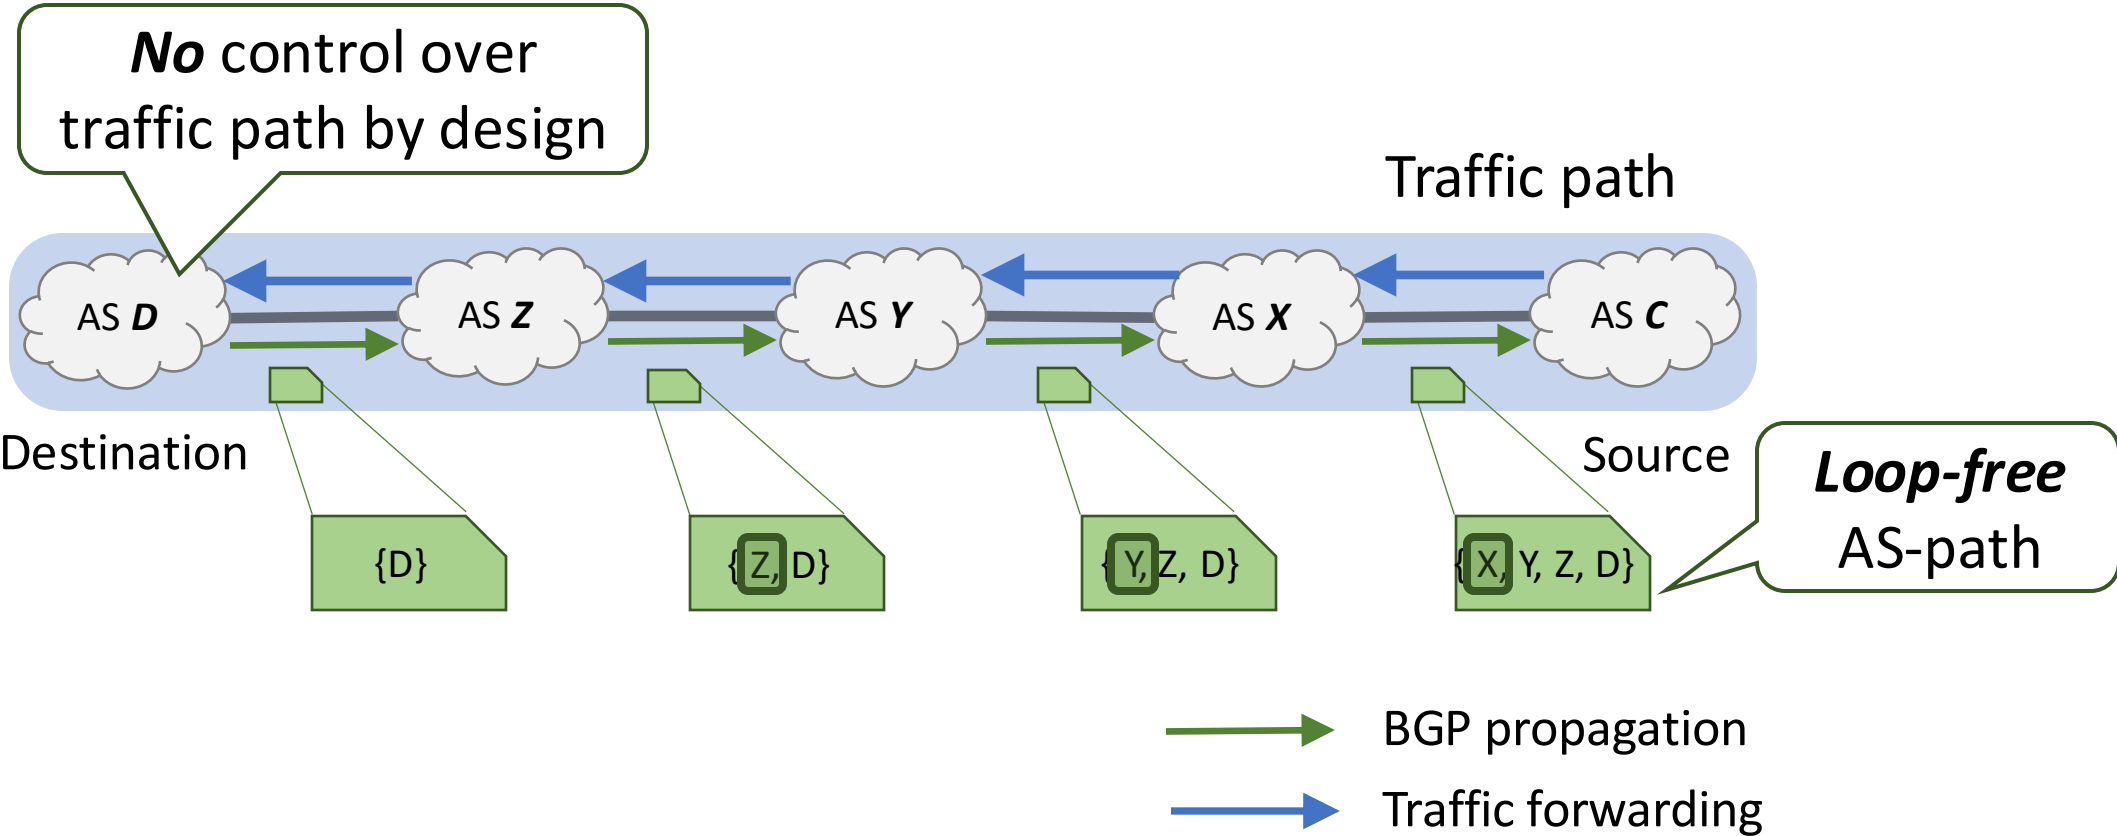 No control over
traffic path by design
Traffic path
AS D
AS Z
AS Y
AS X
AS C
Destination
Source
Loop-free
AS-path
{D}
{Z, D}
{Y, Z, D}
{X, Y, Z, D}
BGP propagation
Traffic forwarding